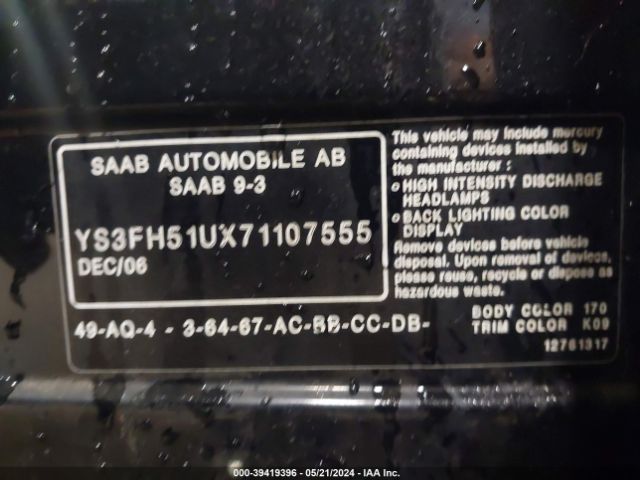 SAAB AUTOMOBILE AB
SAAB 9-3
YS3FH51UX71107555
DEC/06
This vehicle may include mercury
containing devices installed by
the manufacturer :
o HIGH INTENSITY DISCHARGE
HEADLAMPS
o BACK LIGHTING COLOR
DISPLAY
Remove devices before vehicle
disposal. Upon removal of devices,
please reuse, recycle or dispose as
hazardous waste.
49-AQ-4 - 3-64-67-AC-BB-CC-DB-
BODY COLOR 170
TRIM COLOR K09
12761317
000-39419396 - 05/21/2024 - IAA Inc.